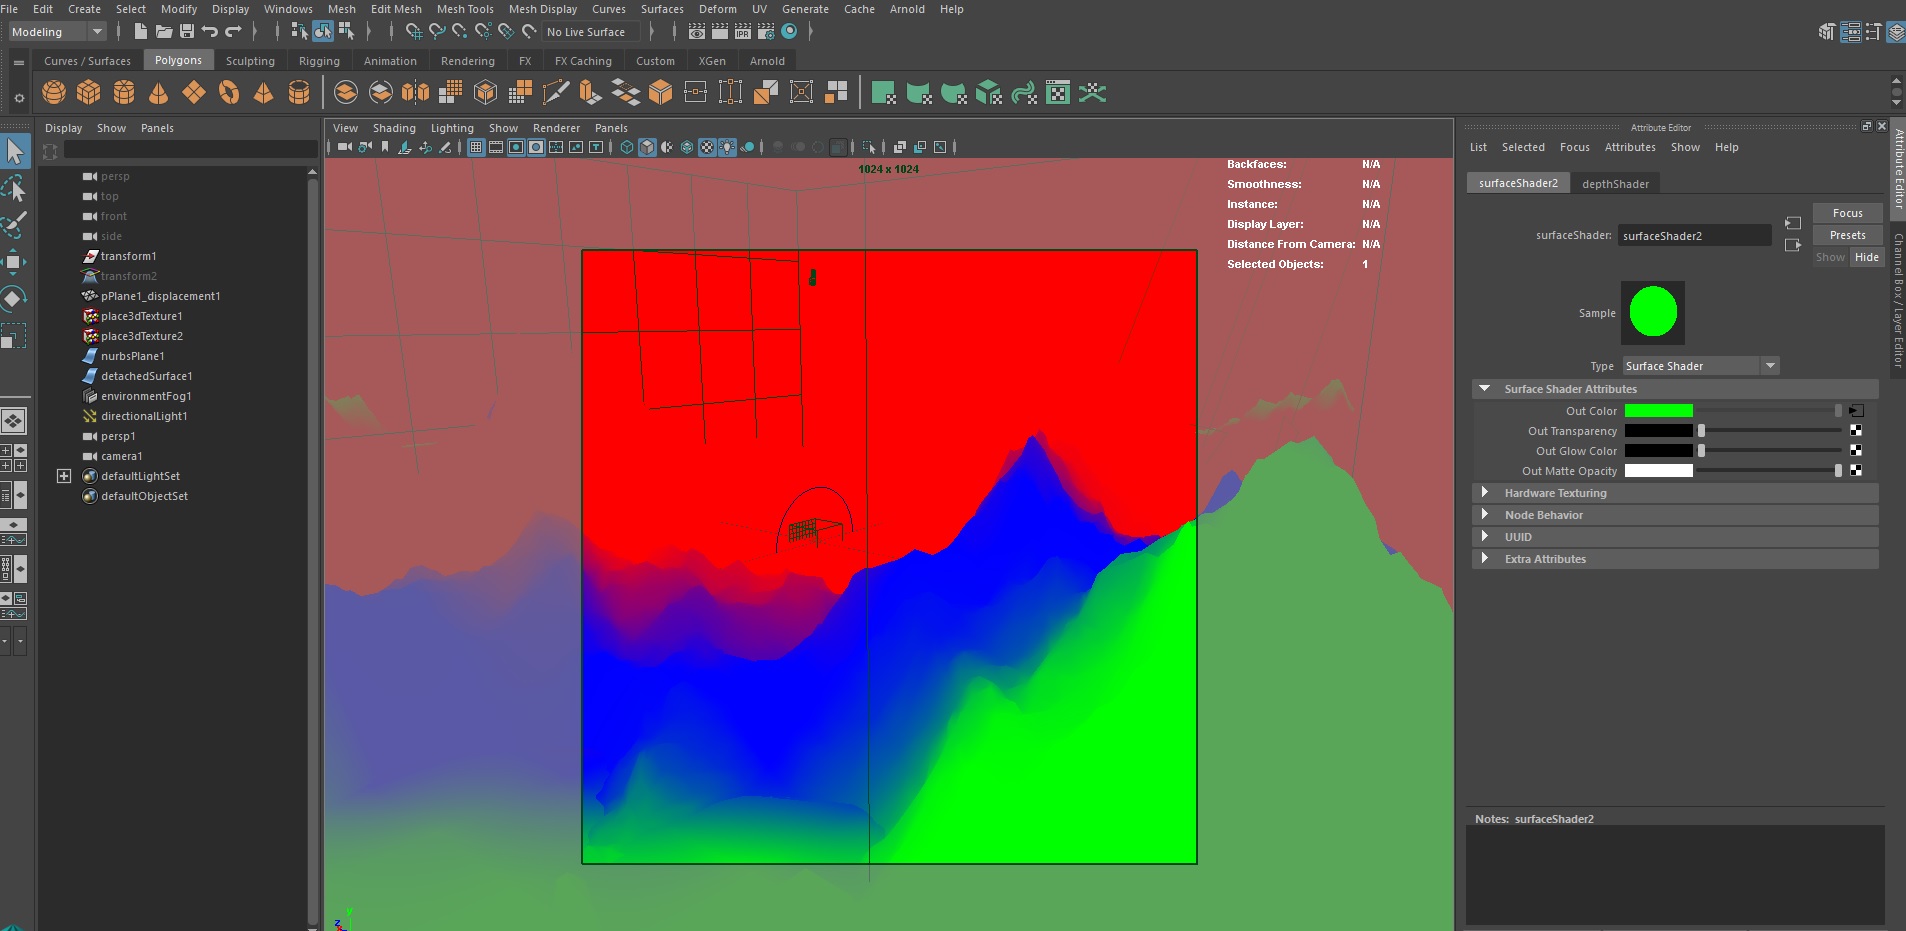 File Edit Create Select Modify Display Windows Mesh Edit Mesh Mesh Tools Mesh Display Curves Surfaces Deform UV Generate Cache Arnold Help
Modeling No Live Surface IPR
Curves / Surfaces Polygons Sculpting Rigging Animation Rendering FX FX Caching Custom XGen Arnold
Display Show Panels
View Shading Lighting Show Renderer Panels
persp
top
front
side
transform1
transform2
pPlane1_displacement1
place3dTexture1
place3dTexture2
nurbsPlane1
detachedSurface1
environmentFog1
directionalLight1
persp1
camera1
defaultLightSet
defaultObjectSet
1024 x 1024
Backfaces: N/A
Smoothness: N/A
Instance: N/A
Display Layer: N/A
Distance From Camera: N/A
Selected Objects: 1
y
z
Attribute Editor
List Selected Focus Attributes Show Help
surfaceShader2 depthShader
Focus
surfaceShader: surfaceShader2
Presets
Show Hide
Sample
Type Surface Shader
Surface Shader Attributes
Out Color
Out Transparency
Out Glow Color
Out Matte Opacity
Hardware Texturing
Node Behavior
UUID
Extra Attributes
Notes: surfaceShader2
Attribute Editor
Channel Box / Layer Editor